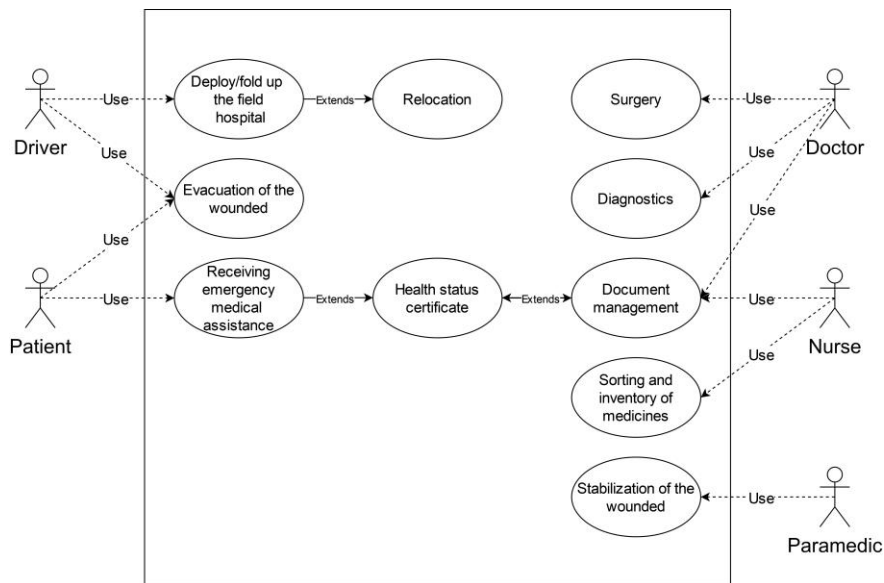 Deploy/fold up
the field
hospital
Extends
Relocation
Surgery
Use
Use
Driver
Doctor
Use
Use
Evacuation of the
wounded
Diagnostics
Use
Use
Receiving
emergency
medical
assistance
Extends
Health status
certificate
Extends
Document
management
Use
Use
Patient
Nurse
Use
Sorting and
inventory of
medicines
Stabilization of the
wounded
Use
Paramedic